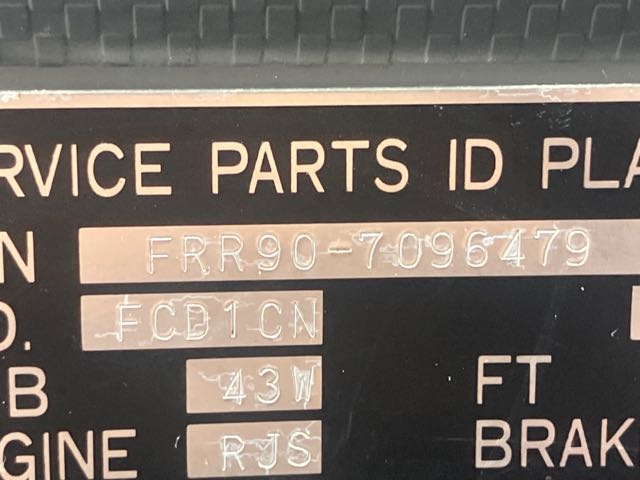 RVICE PARTS ID PLA
N FRR90-7096479
O. FCD1CN
B 43W FT
GINE RJS BRAK